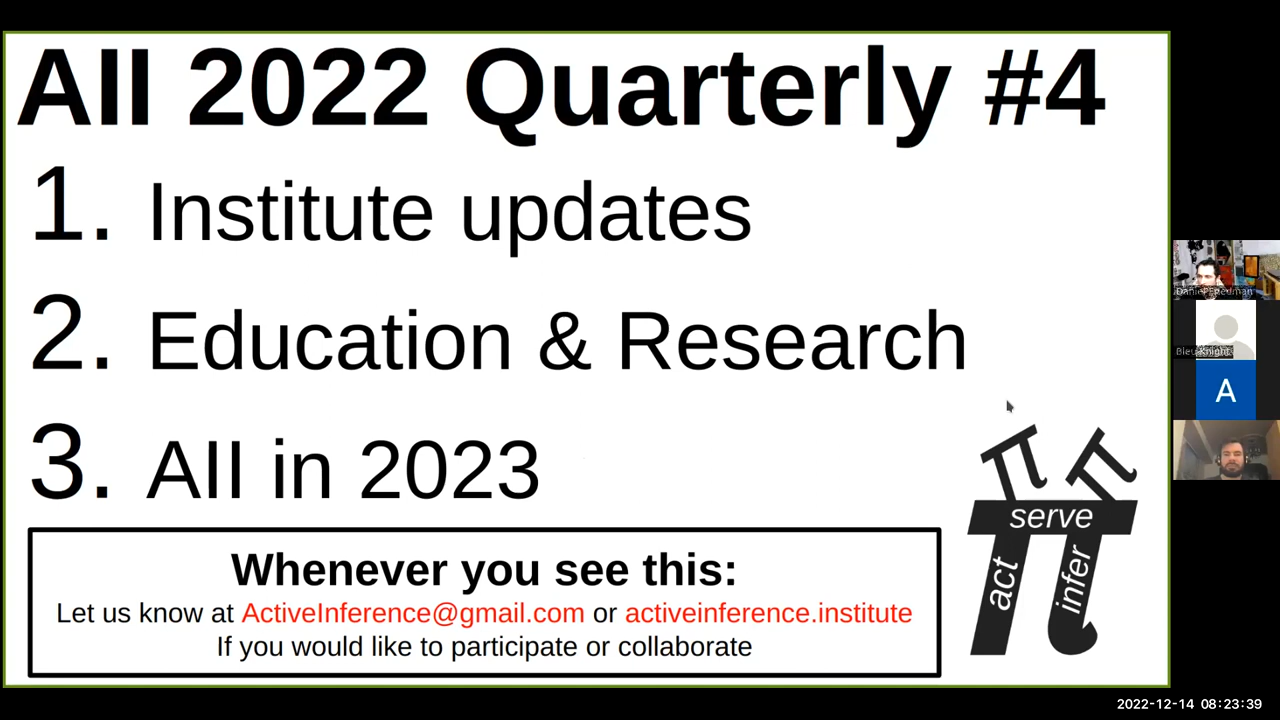 AII 2022 Quarterly #4
1. Institute updates
2. Education & Research
3. AII in 2023
Whenever you see this:
Let us know at ActiveInference@gmail.com or activeinference.institute
If you would like to participate or collaborate
π π
serve
act
infer
Bleu Knight
A
2022-12-14 08:23:39